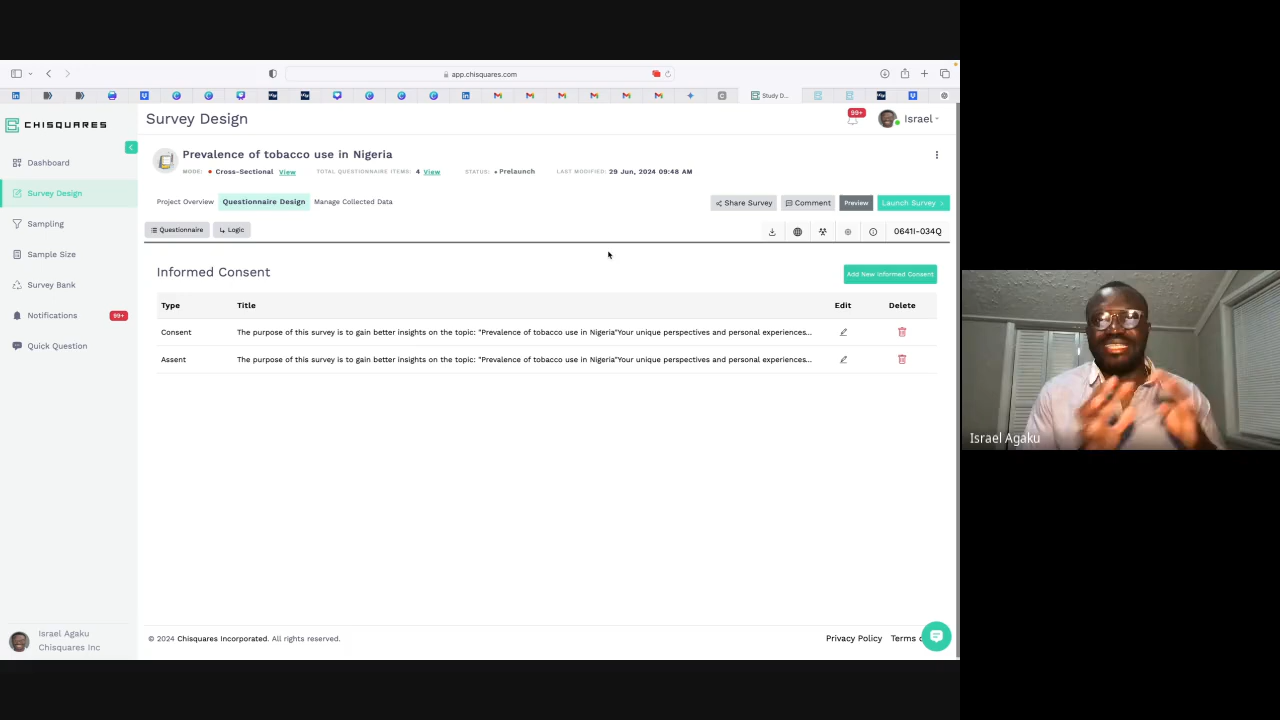 app.chisquares.com
Study D...
CHISQUARES
Survey Design
99+
Israel
Dashboard
Survey Design
Sampling
Sample Size
Survey Bank
Notifications 99+
Quick Question
Prevalence of tobacco use in Nigeria
MODE: • Cross-Sectional View TOTAL QUESTIONNAIRE ITEMS: 4 View STATUS: • Prelaunch LAST MODIFIED: 29 Jun, 2024 09:48 AM
Project Overview Questionnaire Design Manage Collected Data
Share Survey Comment Preview Launch Survey >
Questionnaire Logic
0641I-034Q
Informed Consent
Add New Informed Consent
Type Title Edit Delete
Consent The purpose of this survey is to gain better insights on the topic: "Prevalence of tobacco use in Nigeria"Your unique perspectives and personal experiences...
Assent The purpose of this survey is to gain better insights on the topic: "Prevalence of tobacco use in Nigeria"Your unique perspectives and personal experiences...
Israel Agaku
Israel Agaku
Chisquares Inc
© 2024 Chisquares Incorporated. All rights reserved.
Privacy Policy Terms